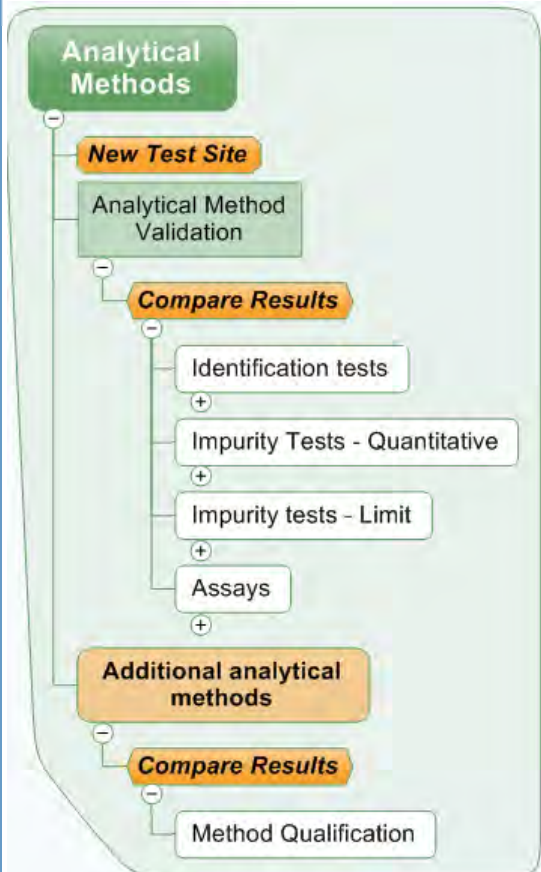 Analytical
Methods
New Test Site
Analytical Method
Validation
Compare Results
Identification tests
Impurity Tests - Quantitative
Impurity tests - Limit
Assays
Additional analytical
methods
Compare Results
Method Qualification